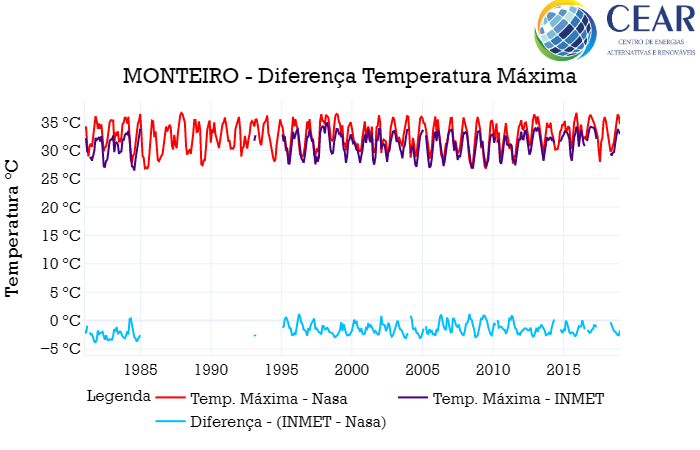 CEAR
CENTRO DE ENERGIAS
ALTERNATIVAS E RENOVÁVEIS
MONTEIRO - Diferença Temperatura Máxima
Temperatura °C
35 °C
30 °C
25 °C
20 °C
15 °C
10 °C
5 °C
0 °C
−5 °C
1985 1990 1995 2000 2005 2010 2015
Legenda
Temp. Máxima - Nasa
Temp. Máxima - INMET
Diferença - (INMET - Nasa)